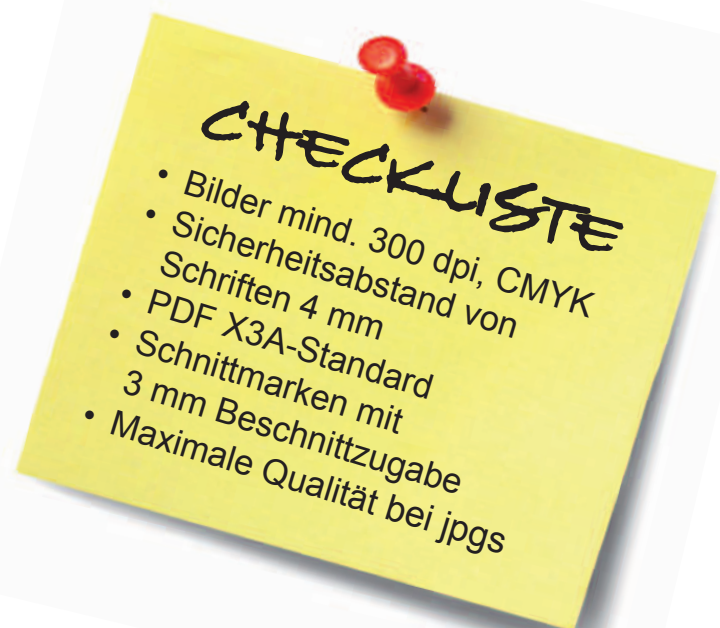 CHECKLISTE
• Bilder mind. 300 dpi, CMYK
• Sicherheitsabstand von
Schriften 4 mm
• PDF X3A-Standard
• Schnittmarken mit
3 mm Beschnittzugabe
• Maximale Qualität bei jpgs